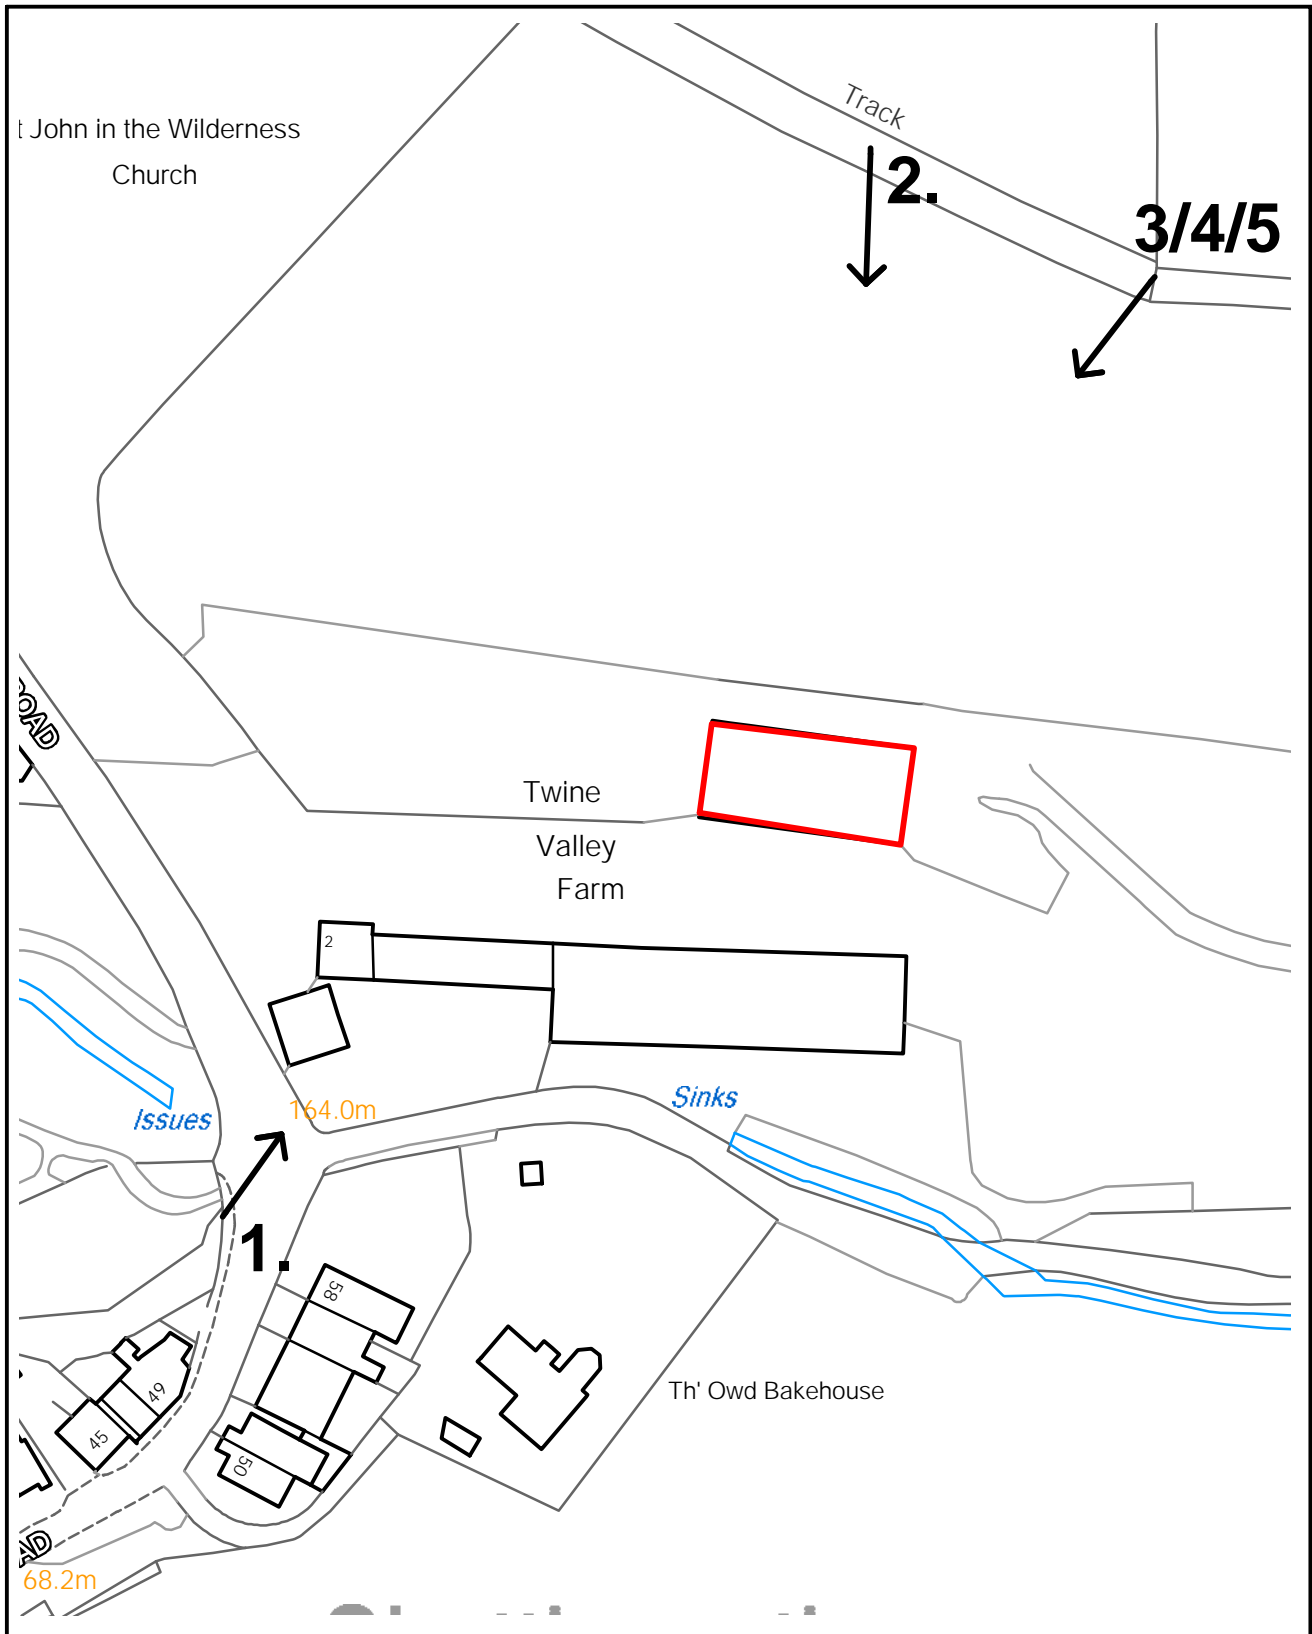 Track
t John in the Wilderness
Church
2.
3/4/5
OAD
Twine
Valley
Farm
2
164.0m
Issues
Sinks
1.
58
49
45
50
Th' Owd Bakehouse
AD
68.2m